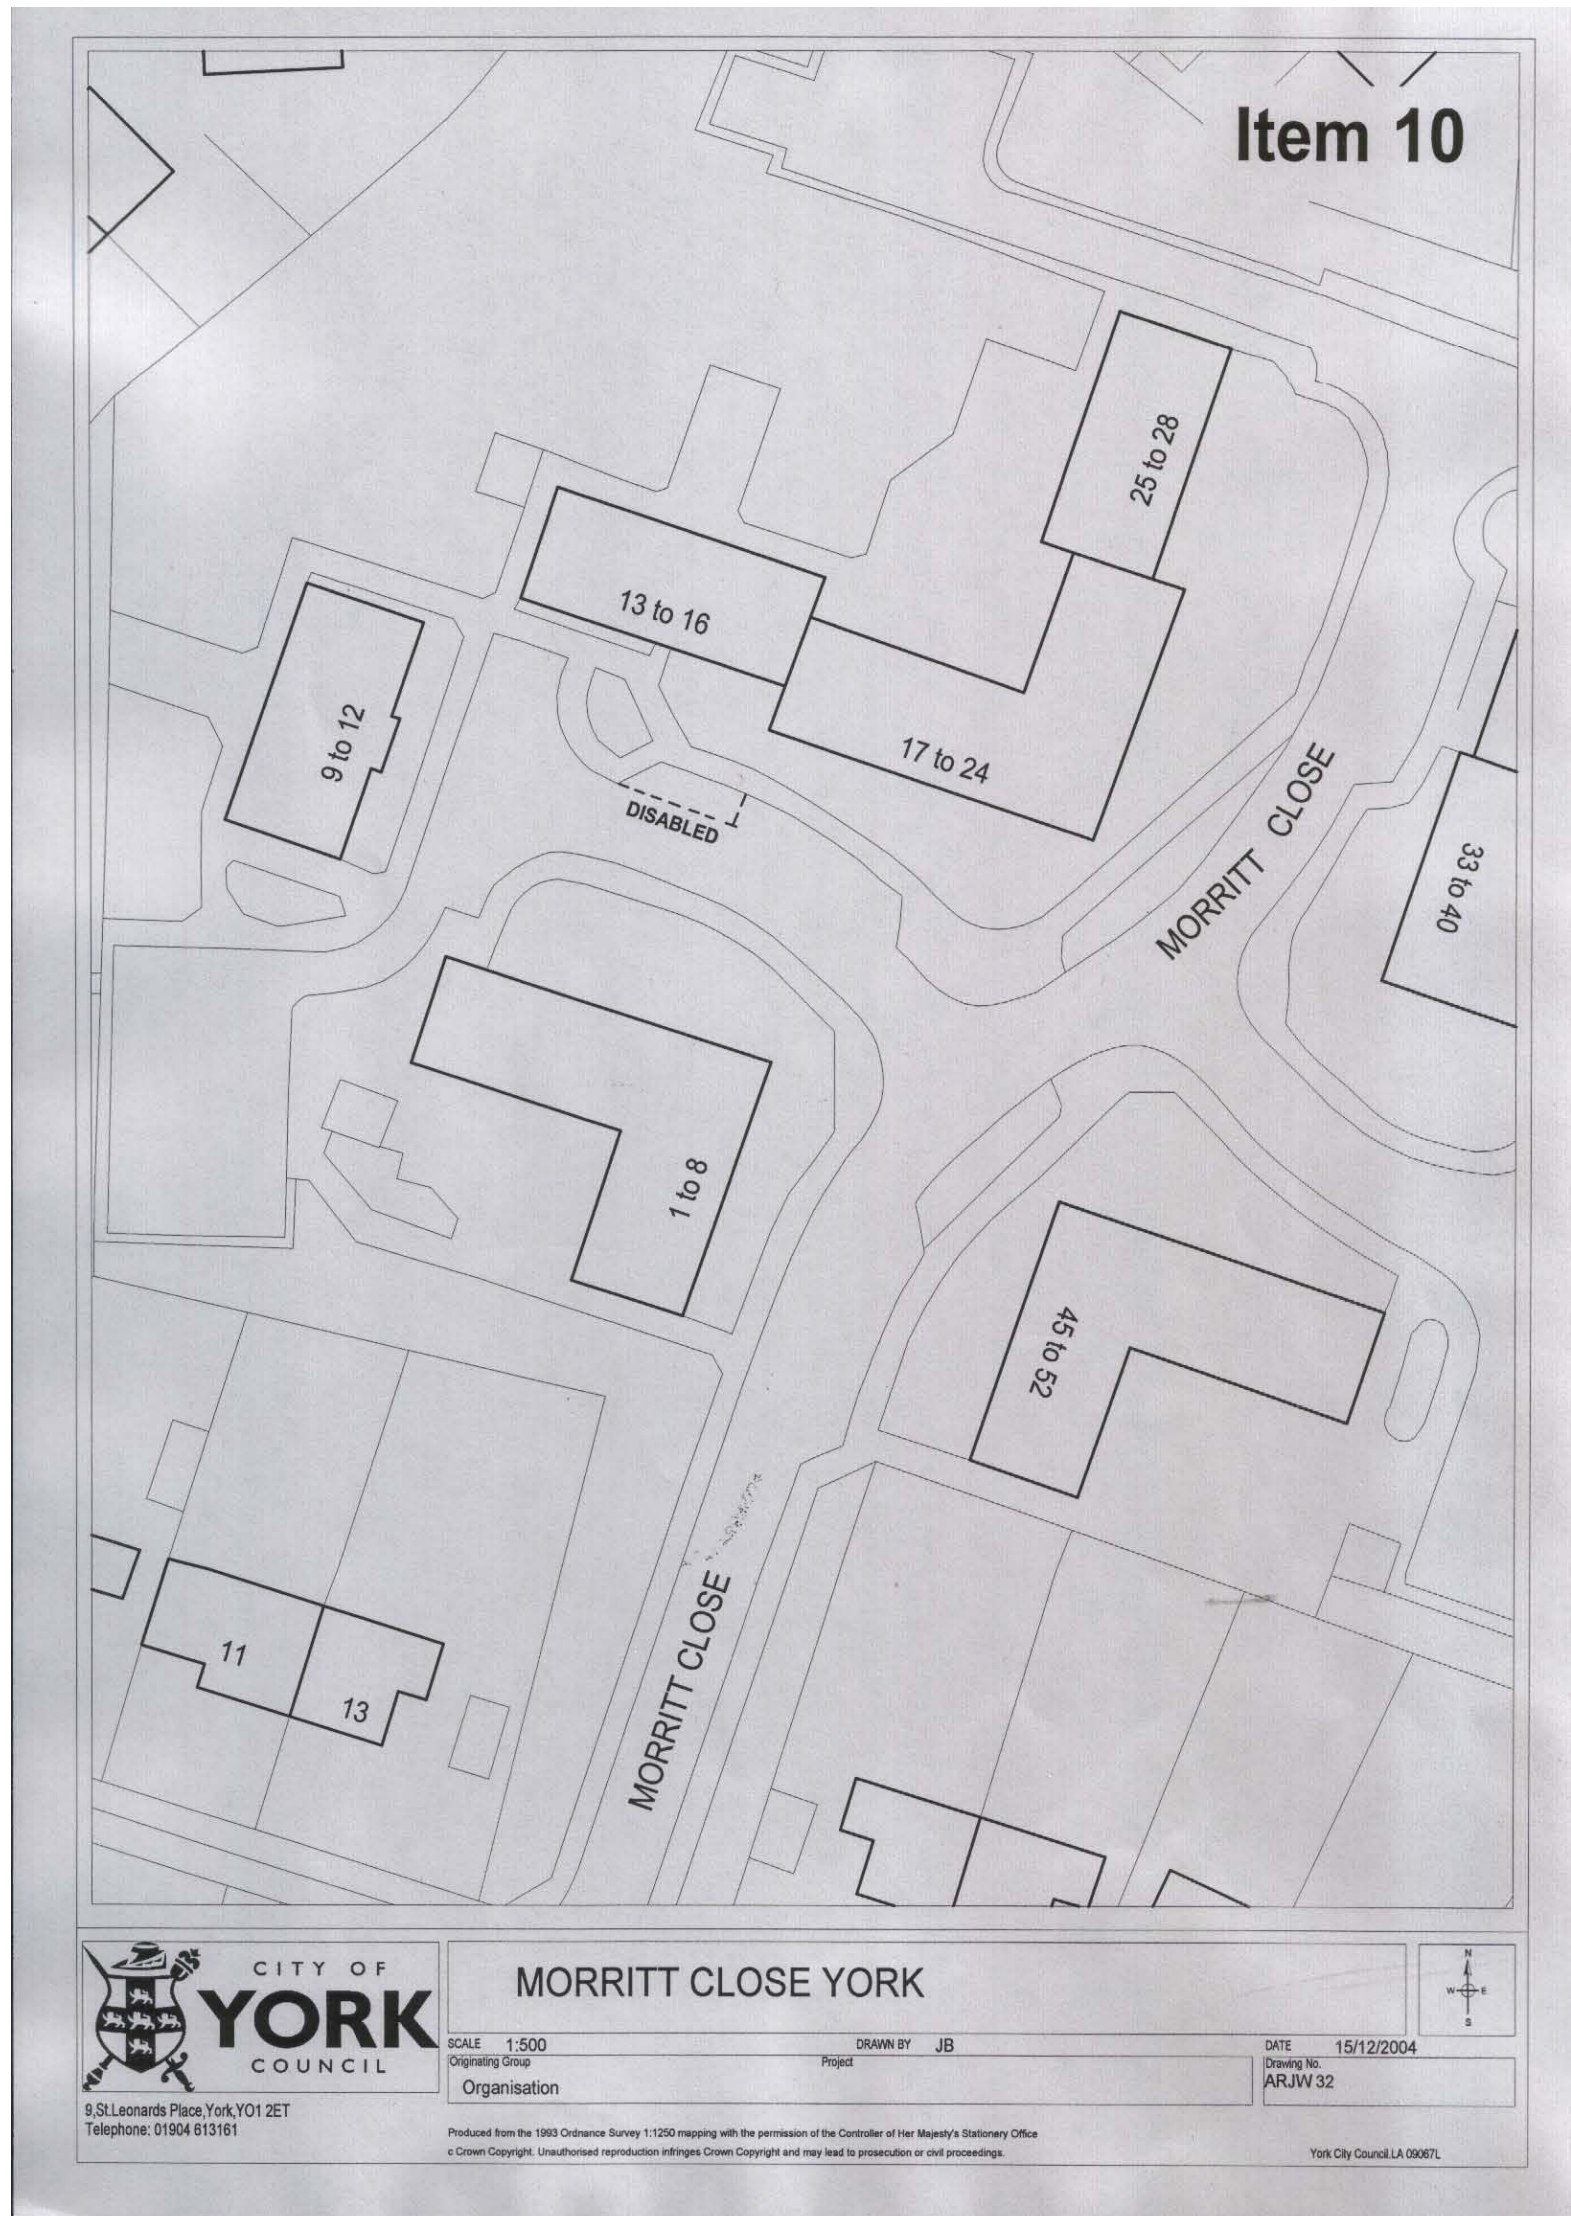 Item 10
25 to 28
13 to 16
9 to 12
17 to 24
DISABLED
MORRITT CLOSE
33 to 40
1 to 8
45 to 52
MORRITT CLOSE
11
13
CITY OF
YORK
COUNCIL
9,St.Leonards Place,York,YO1 2ET
Telephone: 01904 613161
MORRITT CLOSE YORK
N
W E
S
SCALE 1:500
DRAWN BY JB
DATE 15/12/2004
Originating Group
Organisation
Project
Drawing No.
ARJW 32
Produced from the 1993 Ordnance Survey 1:1250 mapping with the permission of the Controller of Her Majesty's Stationery Office
c Crown Copyright. Unauthorised reproduction infringes Crown Copyright and may lead to prosecution or civil proceedings.
York City Council.LA 09067L